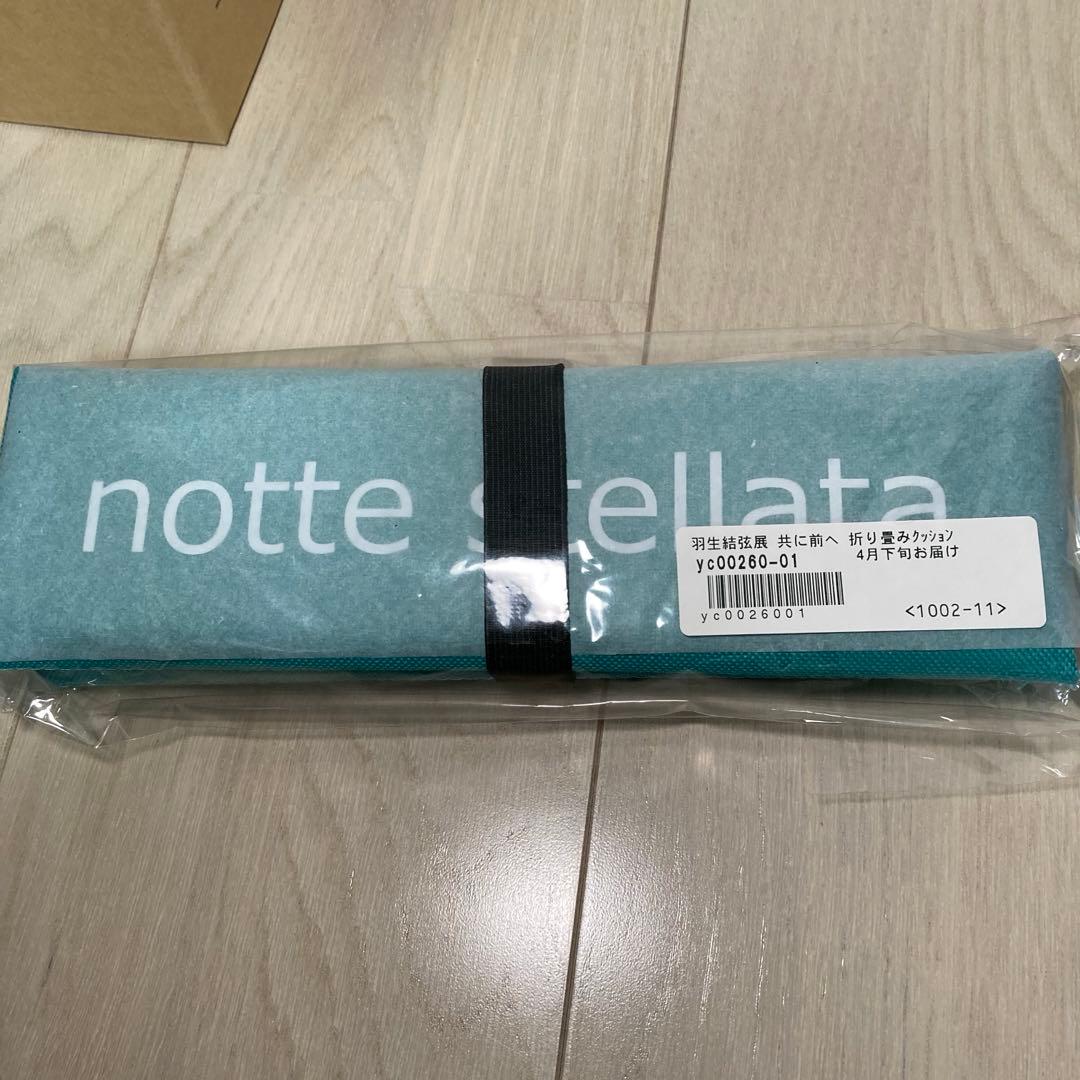 notte stellata
羽生結弦展 共に前へ 折り畳みｸｯｼｮﾝ
yc00260-01 4月下旬お届け
yc0026001 <1002-11>